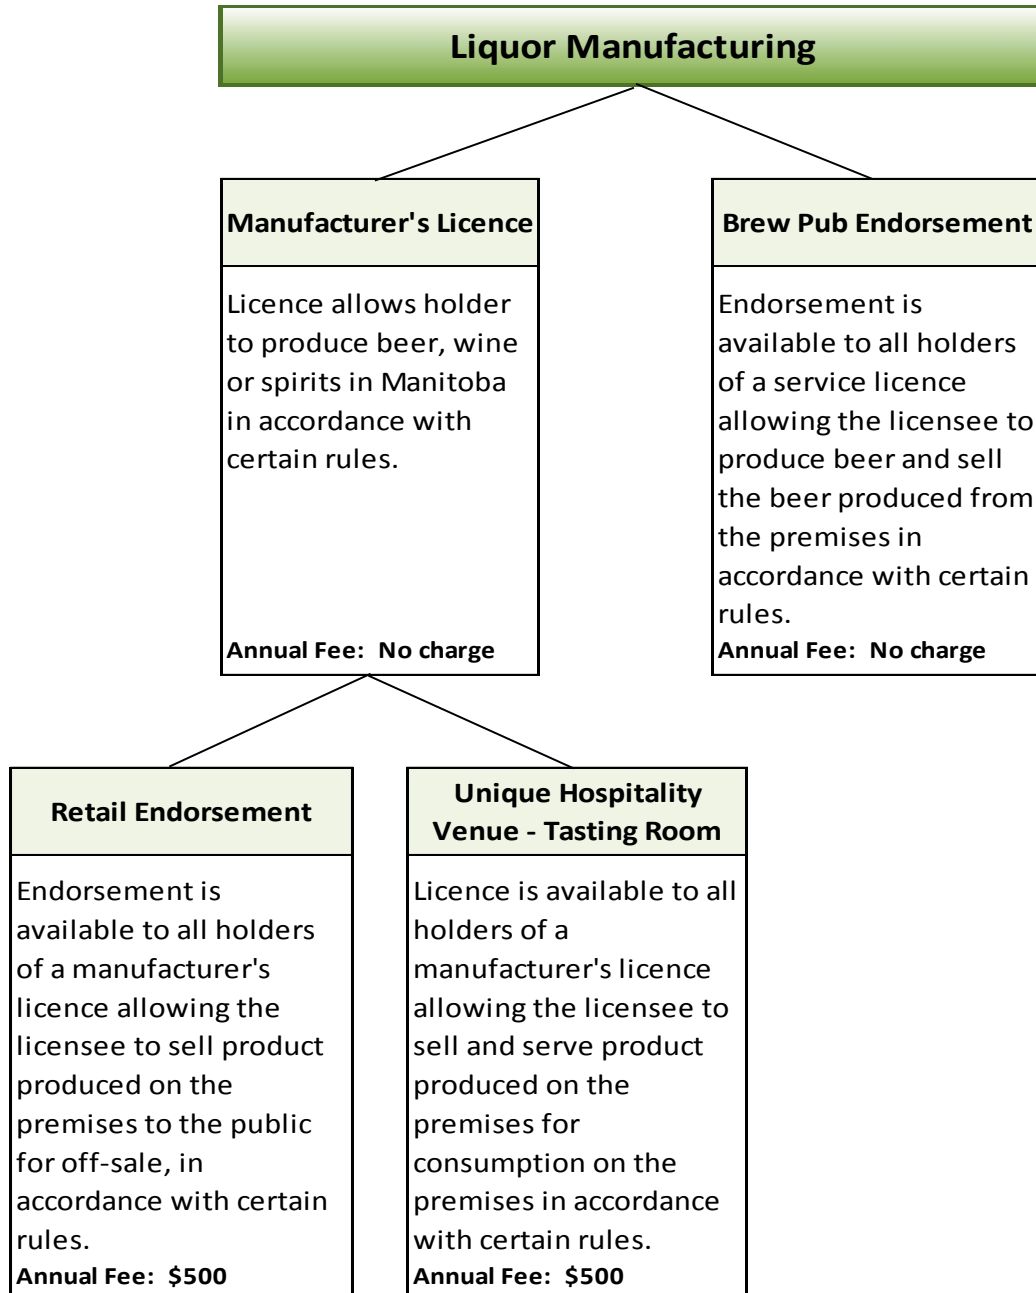 Liquor Manufacturing
Manufacturer's Licence
Licence allows holder
to produce beer, wine
or spirits in Manitoba
in accordance with
certain rules.
Annual Fee: No charge
Brew Pub Endorsement
Endorsement is
available to all holders
of a service licence
allowing the licensee to
produce beer and sell
the beer produced from
the premises in
accordance with certain
rules.
Annual Fee: No charge
Retail Endorsement
Endorsement is
available to all holders
of a manufacturer's
licence allowing the
licensee to sell product
produced on the
premises to the public
for off-sale, in
accordance with certain
rules.
Annual Fee: $500
Unique Hospitality
Venue - Tasting Room
Licence is available to all
holders of a
manufacturer's licence
allowing the licensee to
sell and serve product
produced on the
premises for
consumption on the
premises in accordance
with certain rules.
Annual Fee: $500